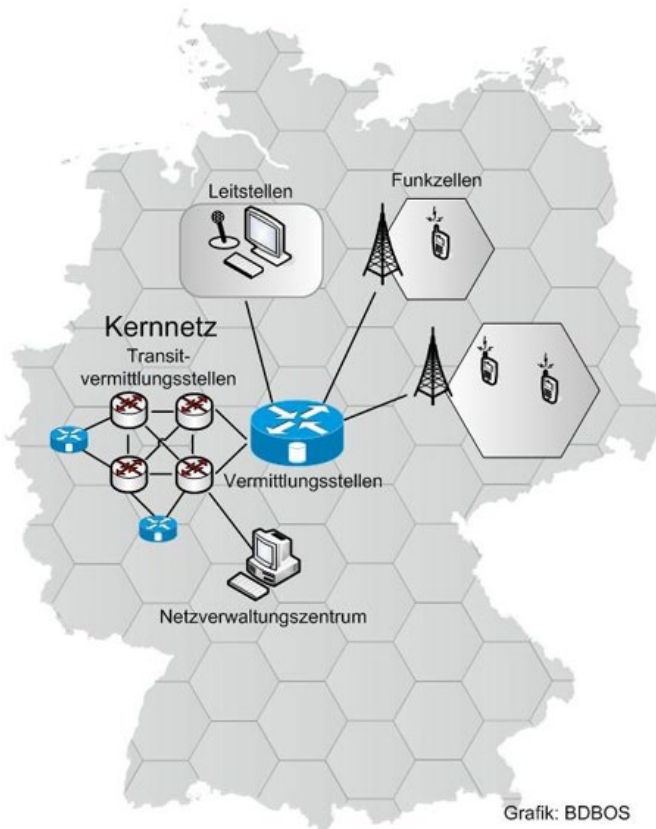 Leitstellen
Funkzellen
Kernnetz
Transit-
vermittlungsstellen
Vermittlungsstellen
Netzverwaltungszentrum
Grafik: BDBOS